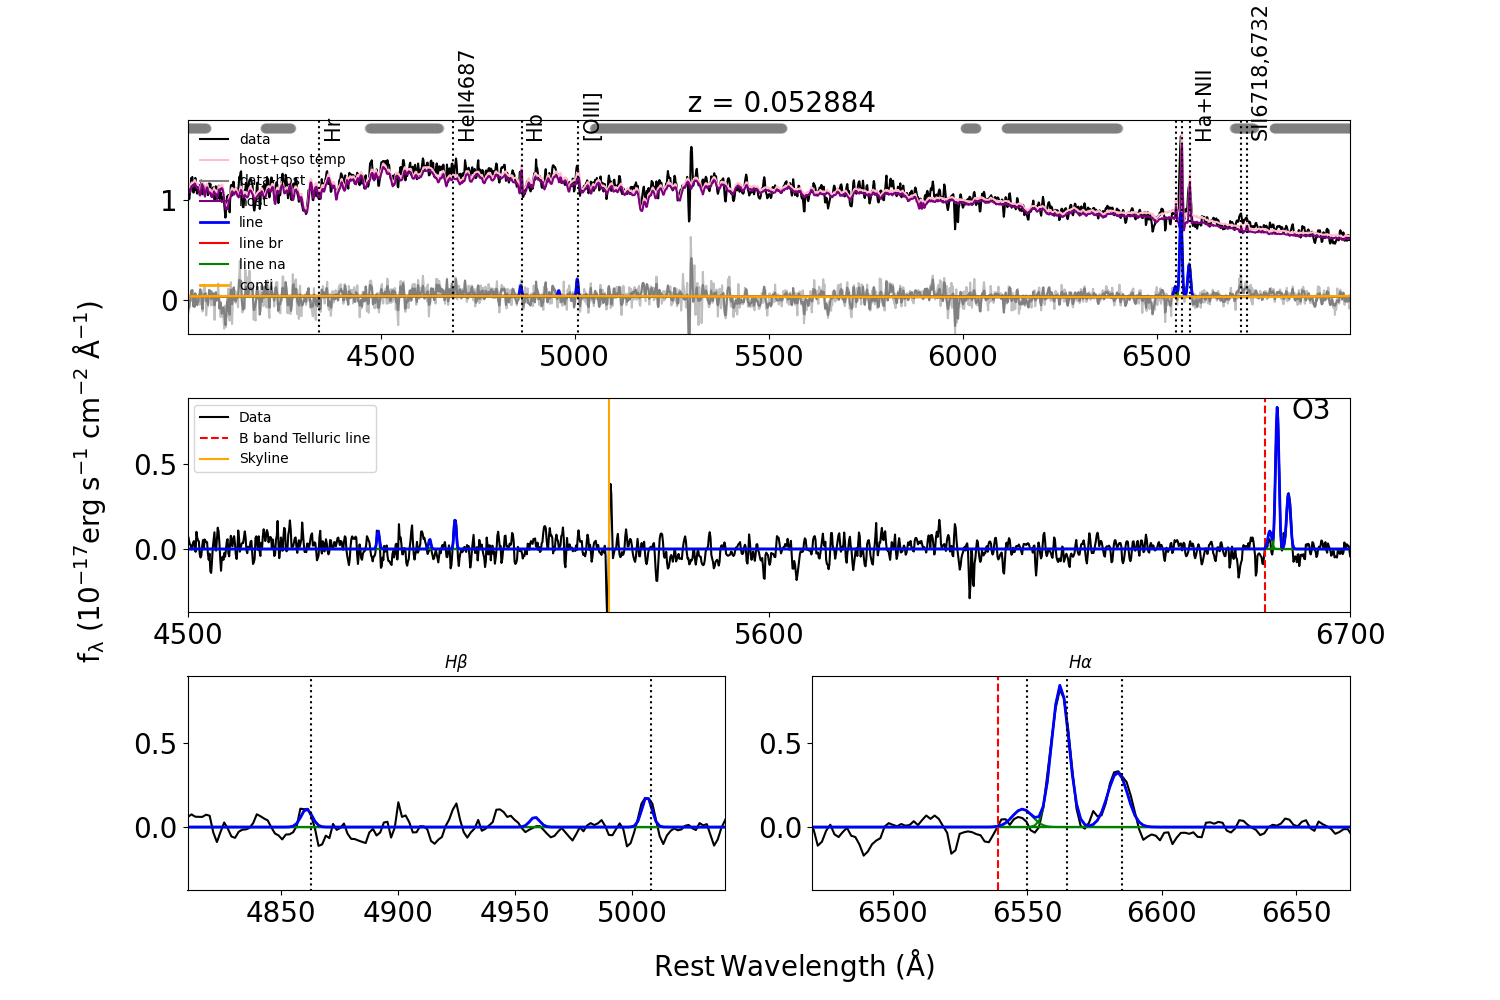 z = 0.052884
Hr
HeII4687
Hb
[OIII]
Ha+NII
SII6718,6732
data
host+qso temp
data-host
host
line
line br
line na
conti
1
0
4500 5000 5500 6000 6500
Data
B band Telluric line
Skyline
O3
0.5
0.0
4500 5600 6700
f_λ (10⁻¹⁷erg s⁻¹ cm⁻² Å⁻¹)
Hβ
0.5
0.0
4850 4900 4950 5000
Hα
0.5
0.0
6500 6550 6600 6650
Rest Wavelength (Å)